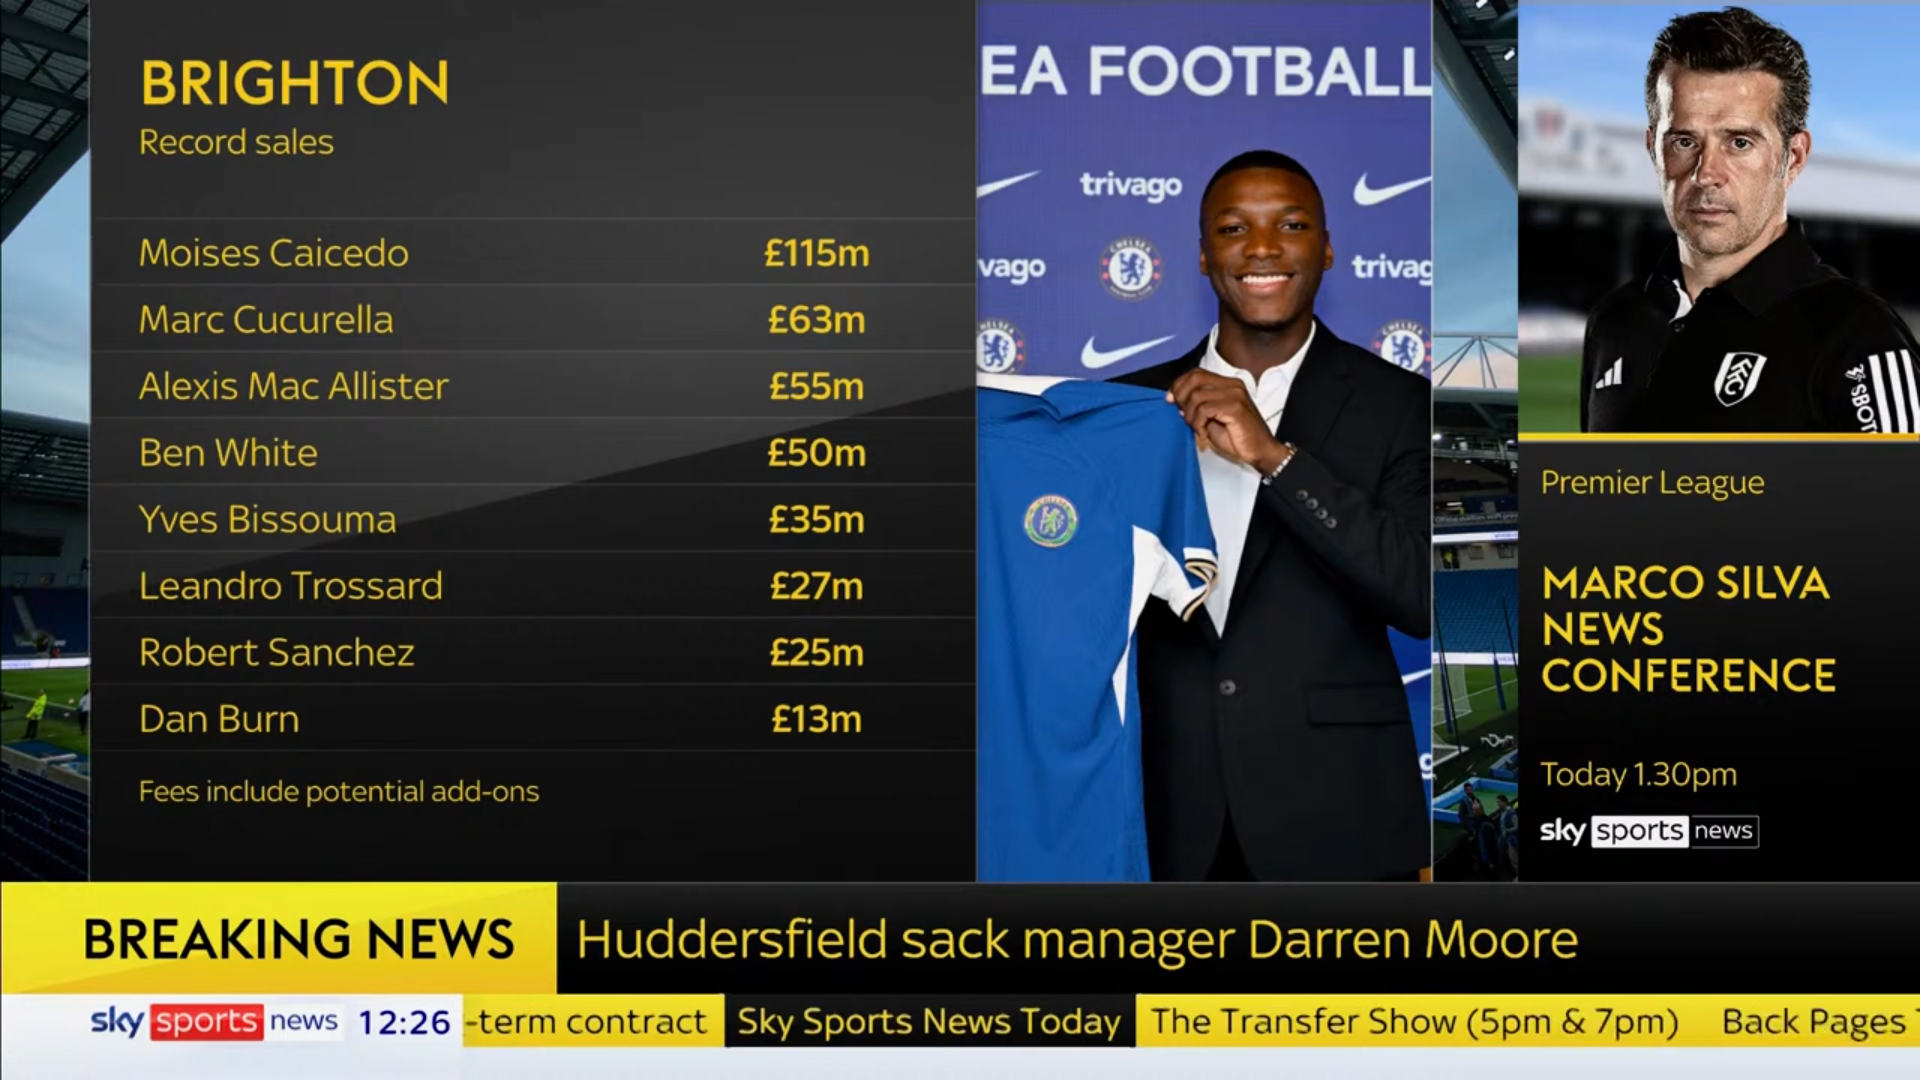 BRIGHTON
Record sales
Moises Caicedo £115m
Marc Cucurella £63m
Alexis Mac Allister £55m
Ben White £50m
Yves Bissouma £35m
Leandro Trossard £27m
Robert Sanchez £25m
Dan Burn £13m
Fees include potential add-ons
EA FOOTBALL
trivago
vago
trivag
CHELSEA
FFC
SBOT
Premier League
MARCO SILVA
NEWS
CONFERENCE
Today 1.30pm
sky sports news
BREAKING NEWS Huddersfield sack manager Darren Moore
sky sports news 12:26 -term contract Sky Sports News Today The Transfer Show (5pm & 7pm) Back Pages